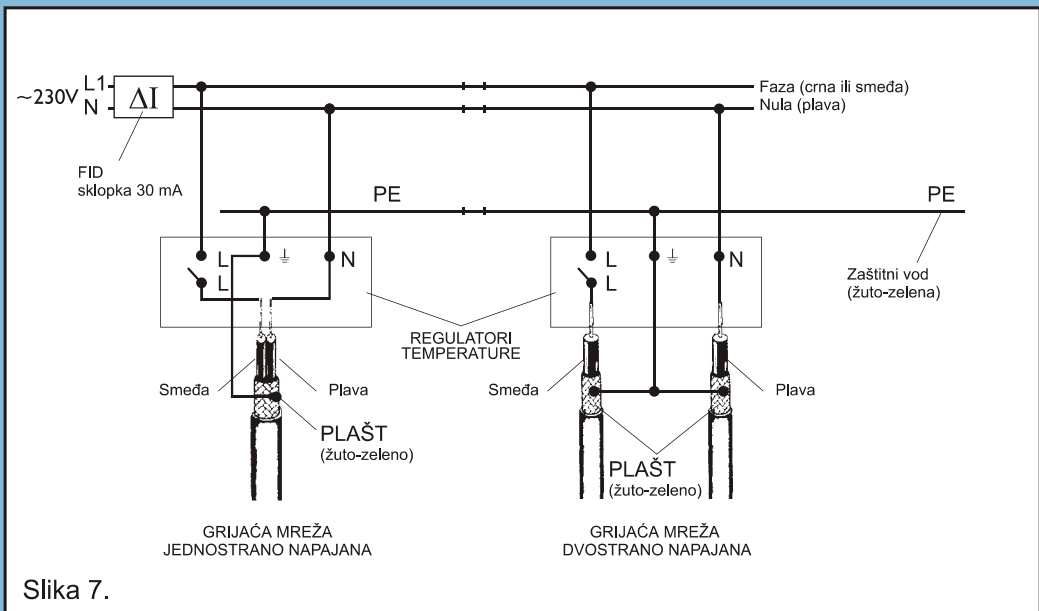 L1
~230V
N
ΔI
FID
sklopka 30 mA
Faza (crna ili smeđa)
Nula (plava)
PE
PE
Zaštitni vod
(žuto-zelena)
L
L
N
L
L
N
REGULATORI
TEMPERATURE
Smeđa
Plava
PLAŠT
(žuto-zeleno)
Smeđa
Plava
PLAŠT
(žuto-zeleno)
GRIJAĆA MREŽA
JEDNOSTRANO NAPAJANA
GRIJAĆA MREŽA
DVOSTRANO NAPAJANA
Slika 7.